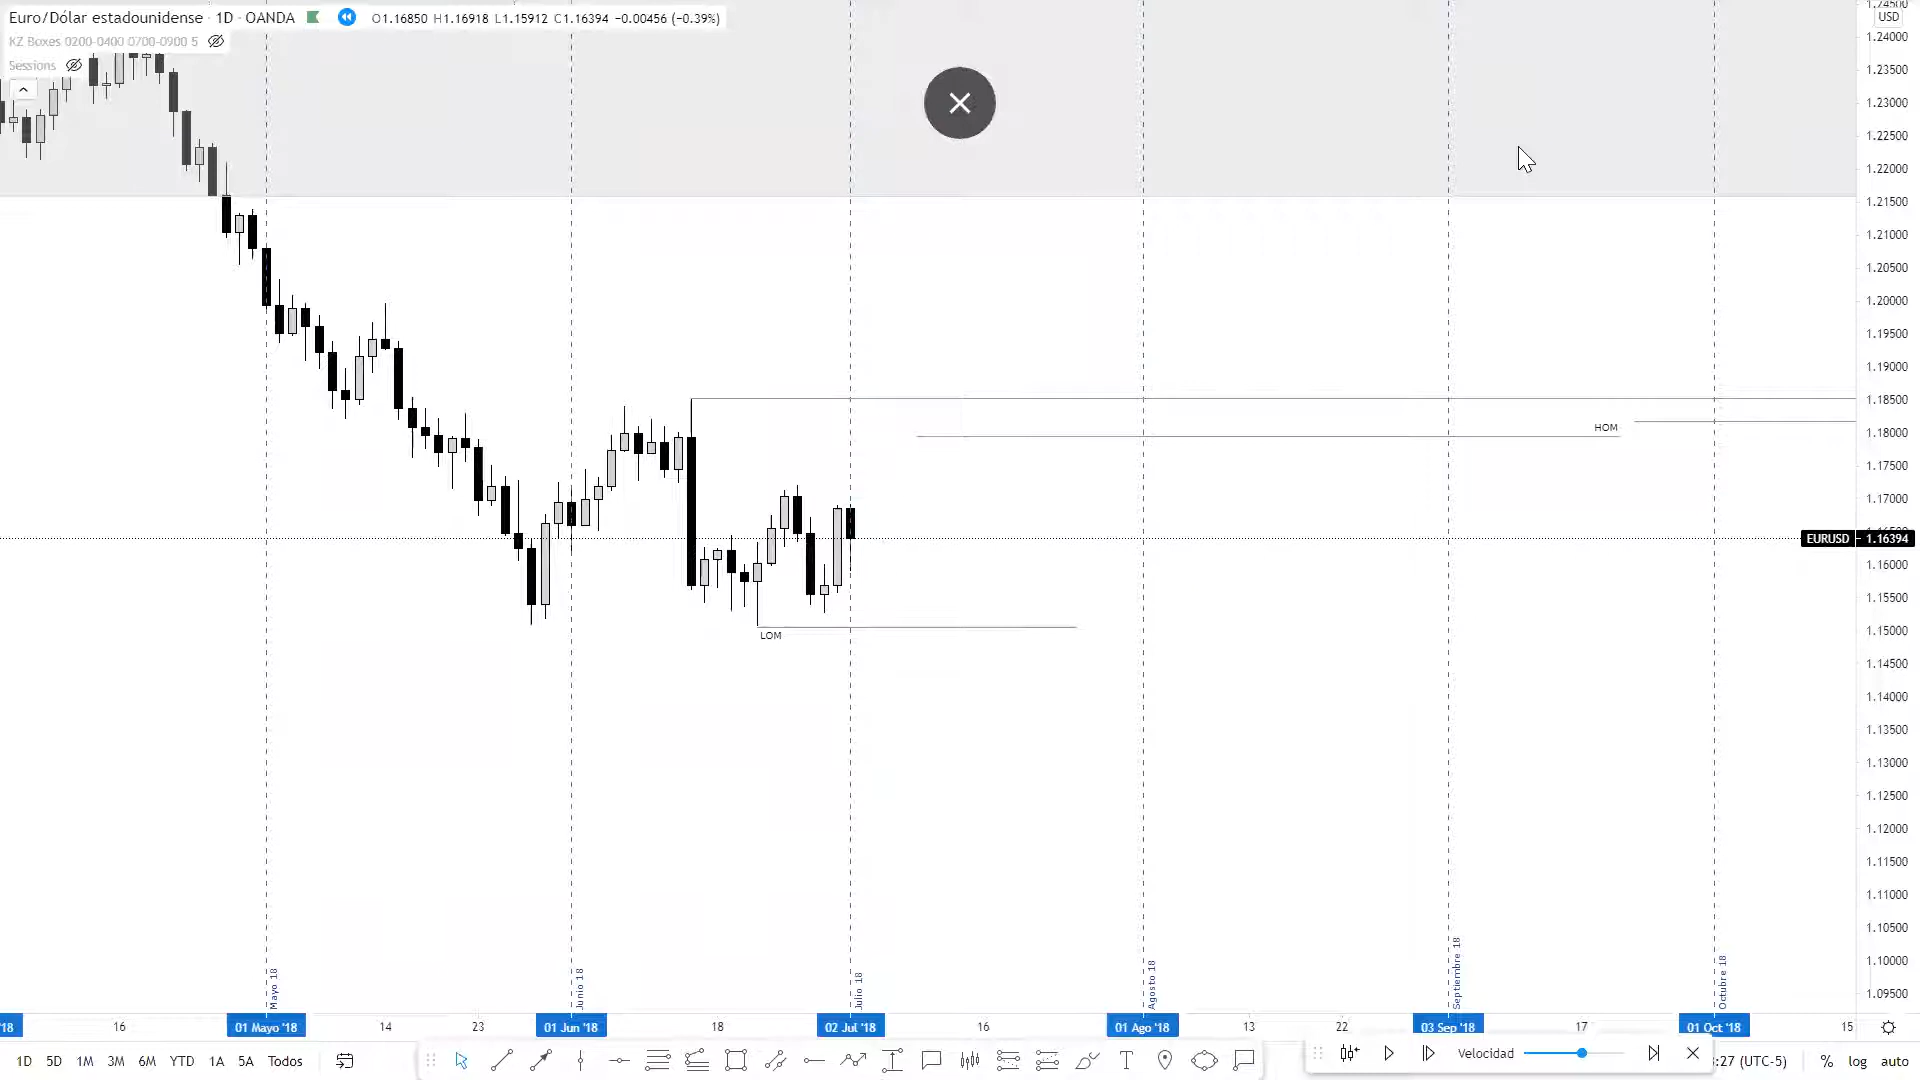 Euro/Dólar estadounidense · 1D · OANDA O1.16850 H1.16918 L1.15912 C1.16394 −0.00456 (−0.39%)
KZ Boxes 0200-0400 0700-0900 5
Sessions
USD
1.24500
1.24000
1.23500
1.23000
1.22500
1.22000
1.21500
1.21000
1.20500
1.20000
1.19500
1.19000
1.18500
1.18000
1.17500
1.17000
EURUSD 1.16394
1.16000
1.15500
1.15000
1.14500
1.14000
1.13500
1.13000
1.12500
1.12000
1.11500
1.11000
1.10500
1.10000
1.09500
HOM
LOM
Mayo 18
Junio 18
Julio 18
Agosto 18
Septiembre 18
Octubre 18
'18 16 01 Mayo '18 14 23 01 Jun '18 18 02 Jul '18 16 01 Ago '18 13 22 03 Sep '18 17 01 Oct '18 15
1D 5D 1M 3M 6M YTD 1A 5A Todos
Velocidad
:27 (UTC-5) % log auto